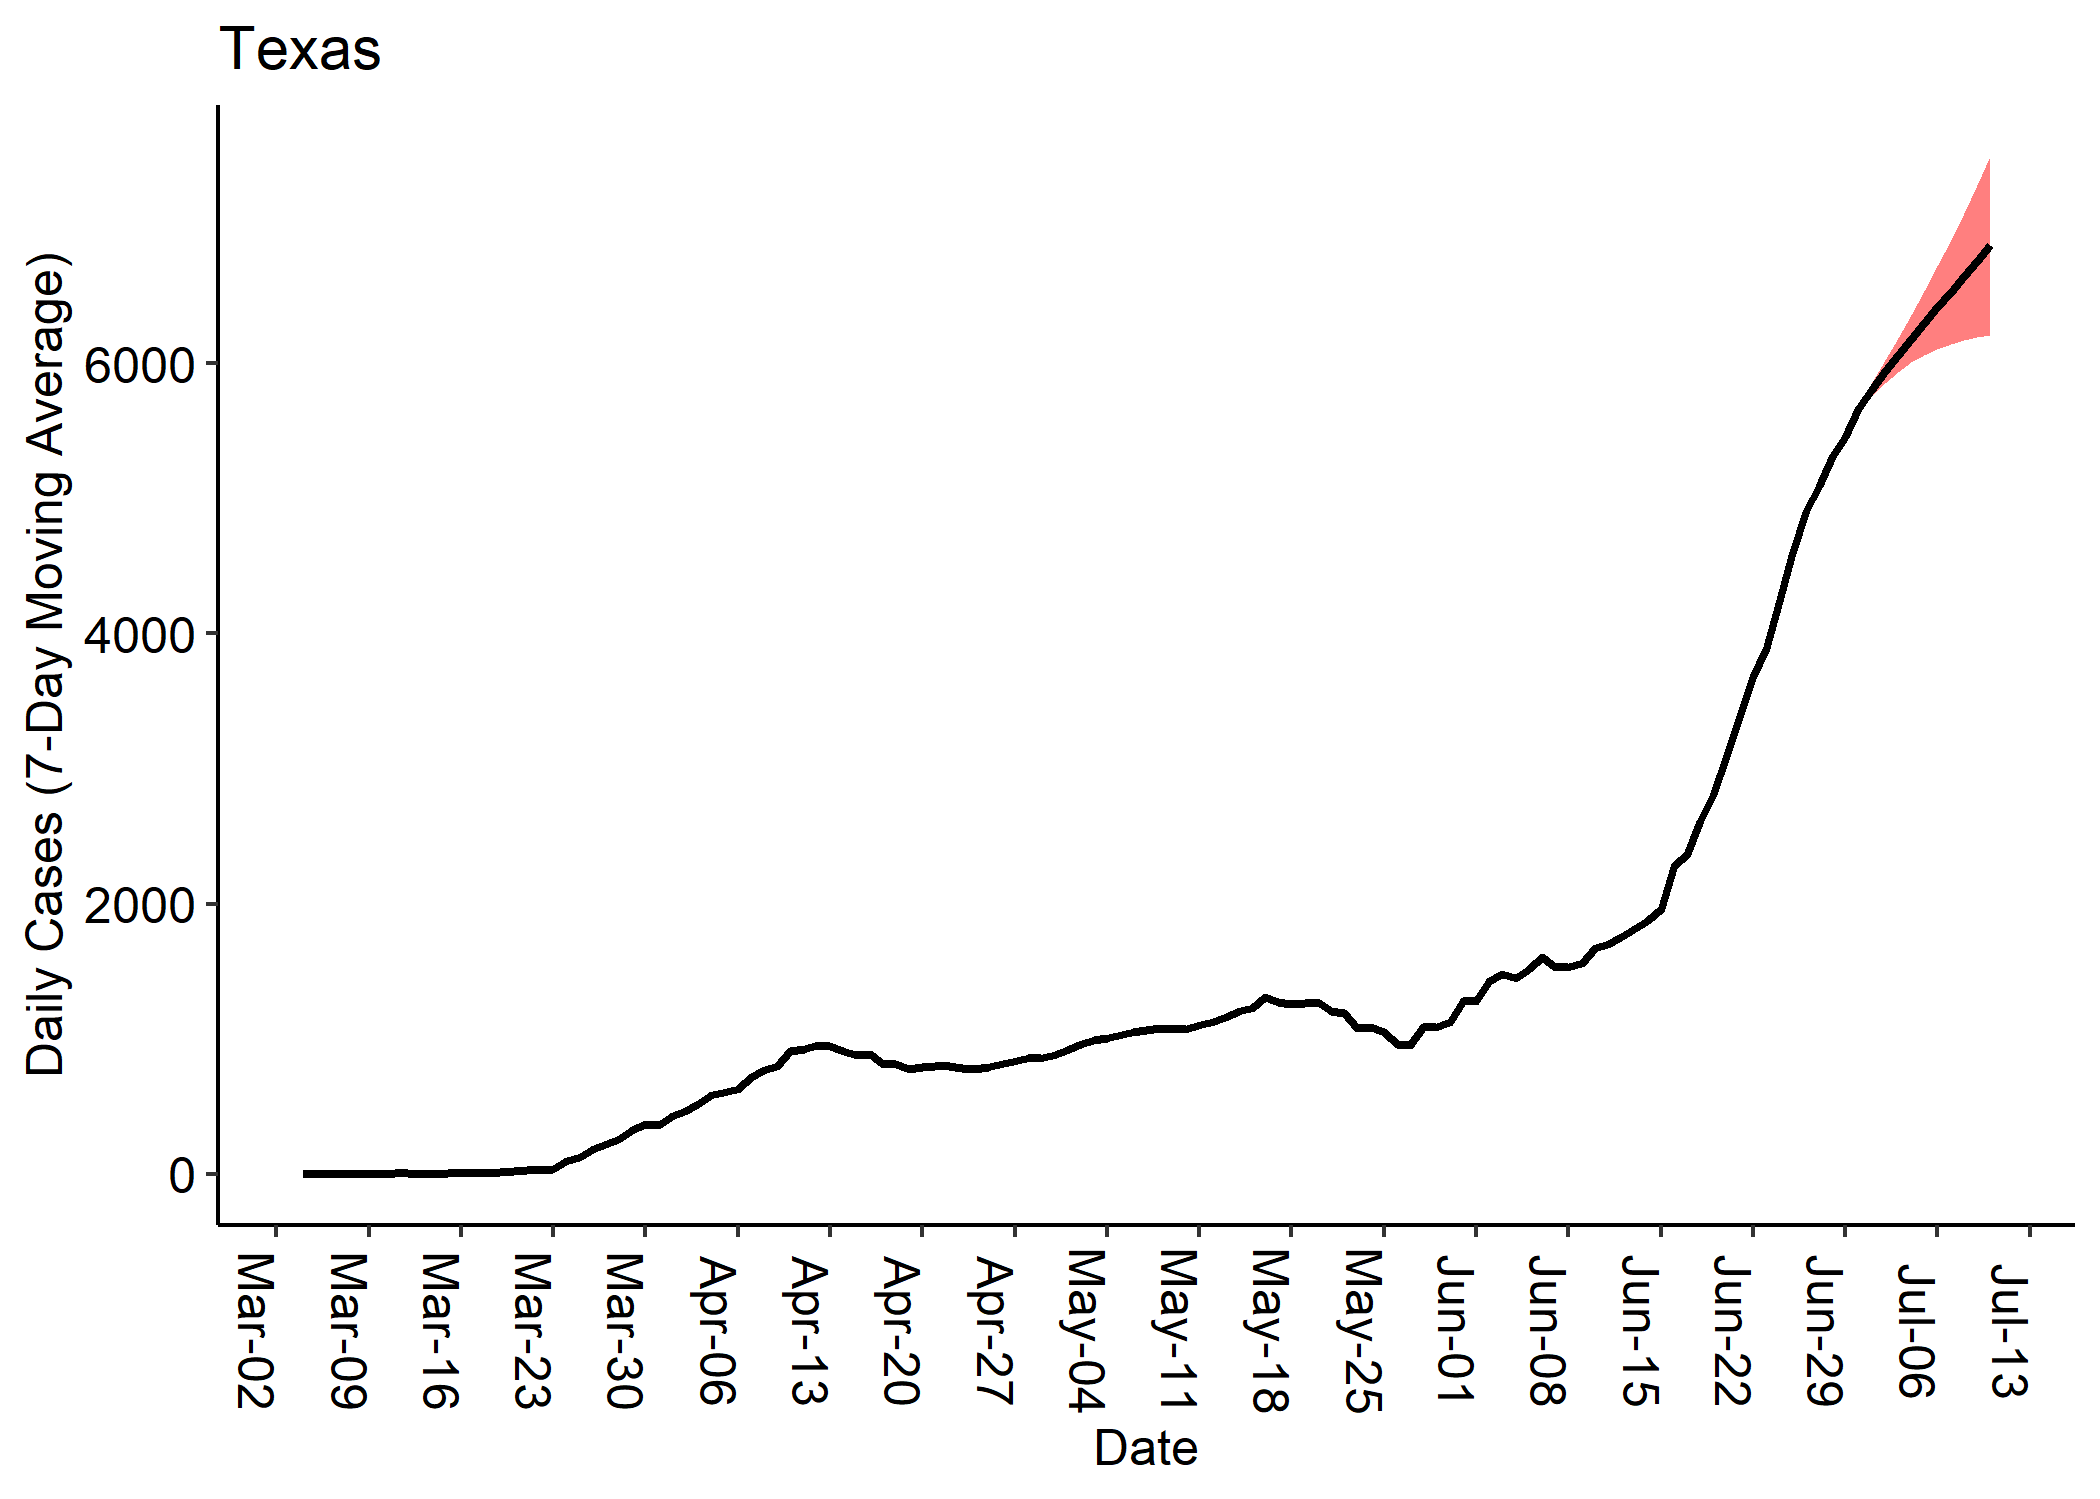 Texas
Daily Cases (7-Day Moving Average)
6000
4000
2000
0
Mar-02
Mar-09
Mar-16
Mar-23
Mar-30
Apr-06
Apr-13
Apr-20
Apr-27
May-04
May-11
May-18
May-25
Jun-01
Jun-08
Jun-15
Jun-22
Jun-29
Jul-06
Jul-13
Date